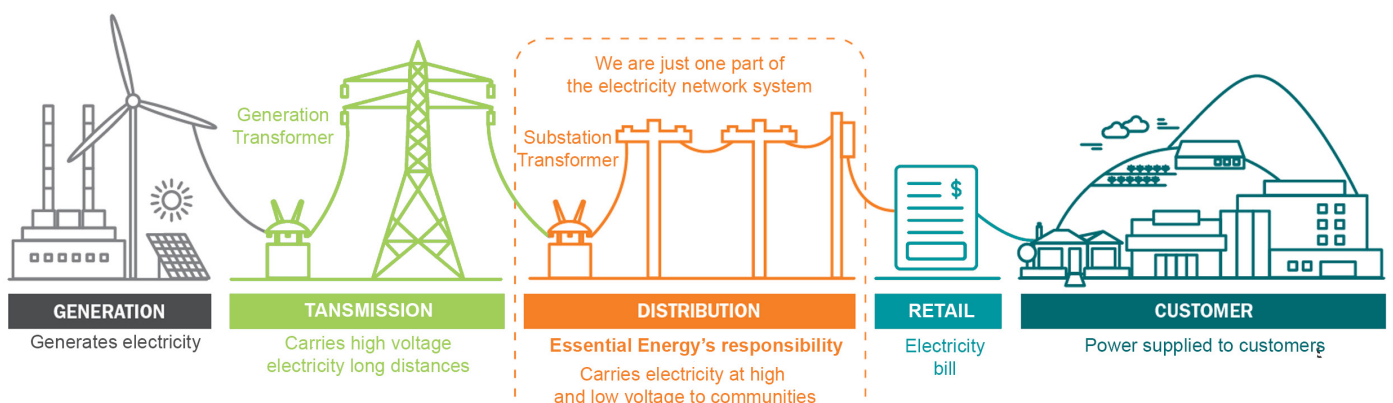 We are just one part of
the electricity network system
Generation
Transformer
Substation
Transformer
$
GENERATION
TANSMISSION
DISTRIBUTION
RETAIL
CUSTOMER
Generates electricity
Carries high voltage
electricity long distances
Essential Energy's responsibility
Carries electricity at high
and low voltage to communities
Electricity
bill
Power supplied to customers